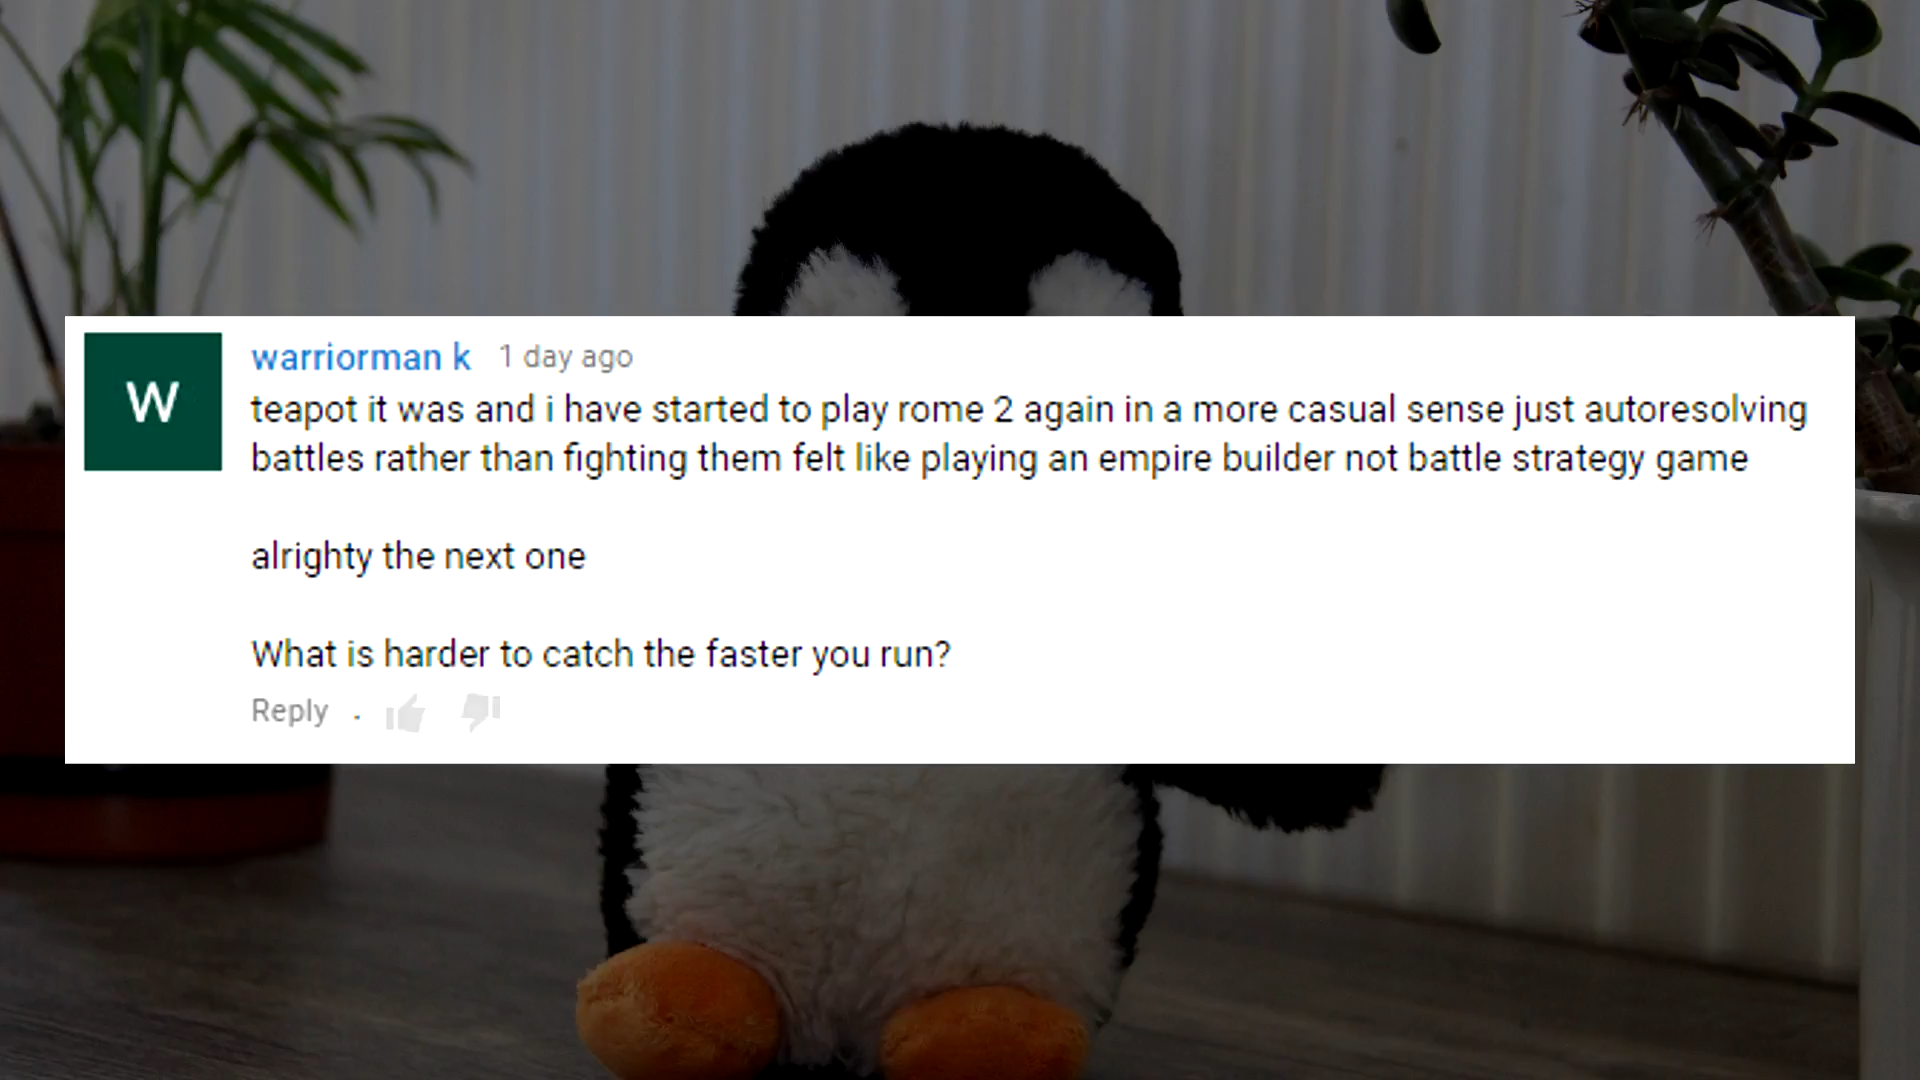 W
warriorman k 1 day ago
teapot it was and i have started to play rome 2 again in a more casual sense just autoresolving
battles rather than fighting them felt like playing an empire builder not battle strategy game
alrighty the next one
What is harder to catch the faster you run?
Reply .